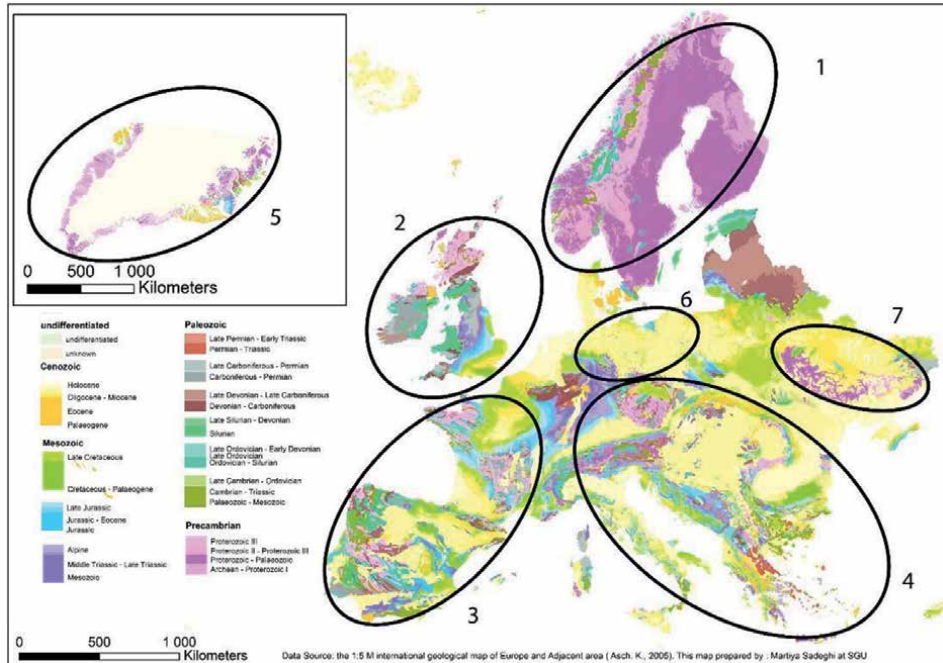 1
2
5
6
7
3
4
0 500 1 000
Kilometers
undifferentiated
undifferentiated
unknown
Cenozoic
Holocene
Oligocene - Miocene
Eocene
Palaeogene
Mesozoic
Late Cretaceous
Cretaceous - Palaeogene
Late Jurassic
Jurassic - Eocene
Jurassic
Alpine
Middle Triassic - Late Triassic
Mesozoic
Paleozoic
Late Permian - Early Triassic
Permian - Triassic
Late Carboniferous - Permian
Carboniferous - Permian
Late Devonian - Late Carboniferous
Devonian - Carboniferous
Late Silurian - Devonian
Silurian
Late Ordovician - Early Devonian
Late Ordovician
Ordovician - Silurian
Late Cambrian - Ordovician
Cambrian - Triassic
Palaeozoic - Mesozoic
Precambrian
Proterozoic III
Proterozoic II - Proterozoic III
Proterozoic - Palaeozoic
Archean - Proterozoic I
0 500 1 000
Kilometers
Data Source: the 1:5 M international geological map of Europe and Adjacent area ( Asch. K., 2005). This map prepared by : Martiya Sadeghi at SGU